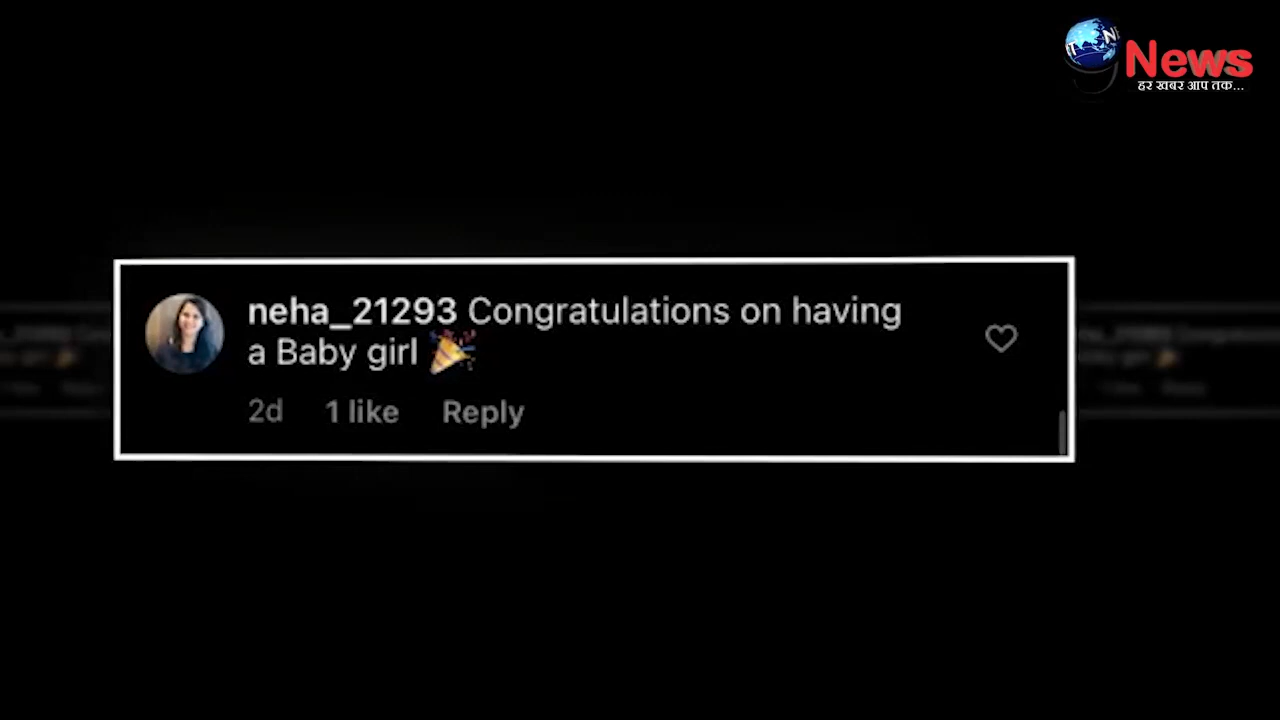 News
हर खबर आप तक...
neha_21293 Congratulations on having
a Baby girl 🎉
2d 1 like Reply